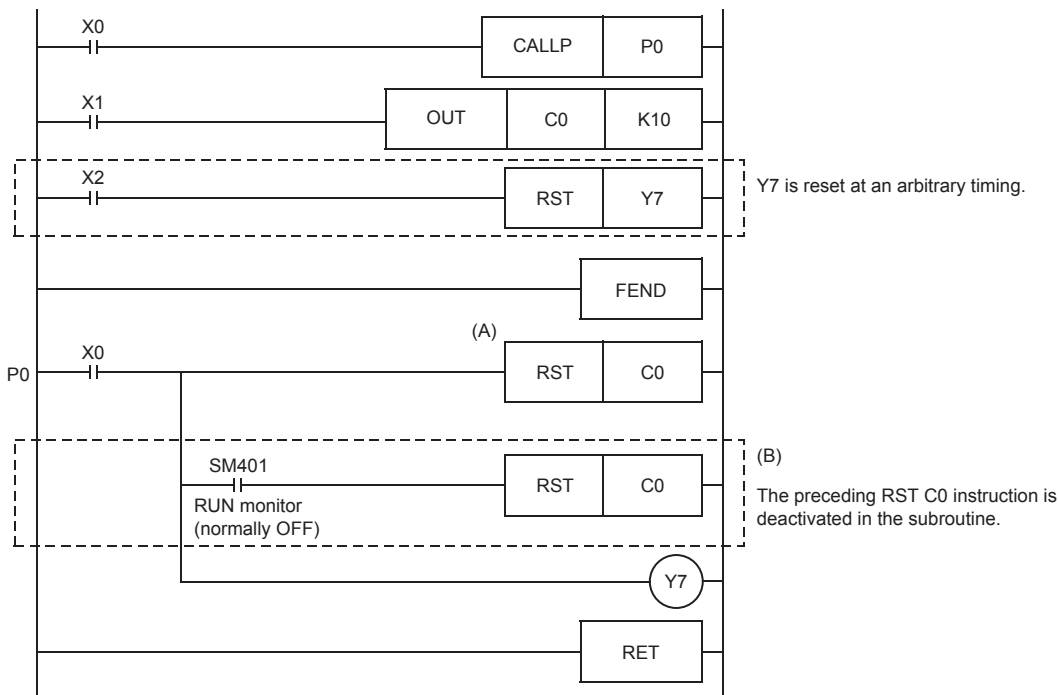 X0
CALLP P0
X1
OUT C0 K10
X2
RST Y7
Y7 is reset at an arbitrary timing.
FEND
(A)
P0 X0
RST C0
(B)
SM401
RST C0
RUN monitor
(normally OFF)
The preceding RST C0 instruction is
deactivated in the subroutine.
Y7
RET